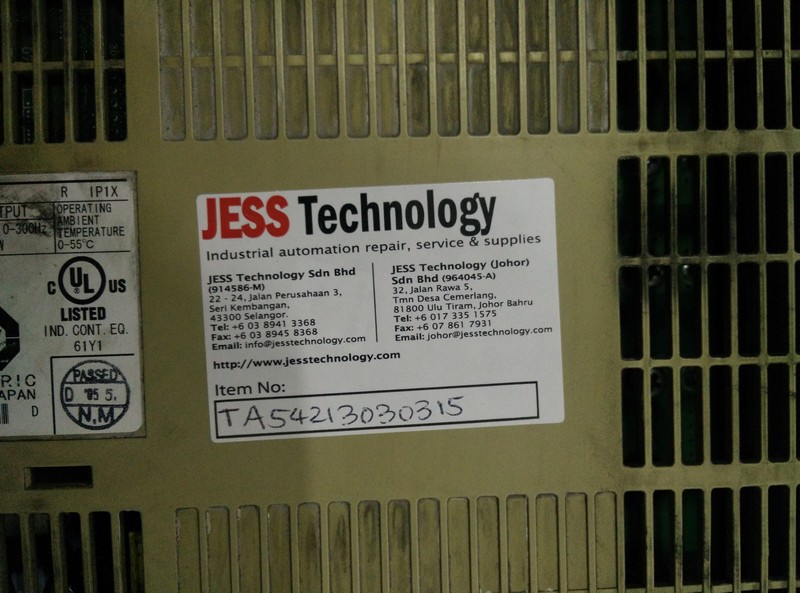 R IP1X
TPUT
OPERATING
AMBIENT
TEMPERATURE
0-55°C
0-300Hz
C UL US
LISTED
IND. CONT. EQ.
61Y1
RIC
APAN
D
PASSED
D '05 5.
N.M
JESS Technology
Industrial automation repair, service & supplies
JESS Technology Sdn Bhd
(914586-M)
22 - 24, Jalan Perusahaan 3,
Seri Kembangan,
43300 Selangor.
Tel: +6 03 8941 3368
Fax: +6 03 8945 8368
Email: info@jesstechnology.com
JESS Technology (Johor)
Sdn Bhd (964045-A)
32, Jalan Rawa 5,
Tmn Desa Cemerlang,
81800 Ulu Tiram, Johor Bahru
Tel: +6 017 335 1575
Fax: +6 07 861 7931
Email: johor@jesstechnology.com
http://www.jesstechnology.com
Item No:
TA54213030315